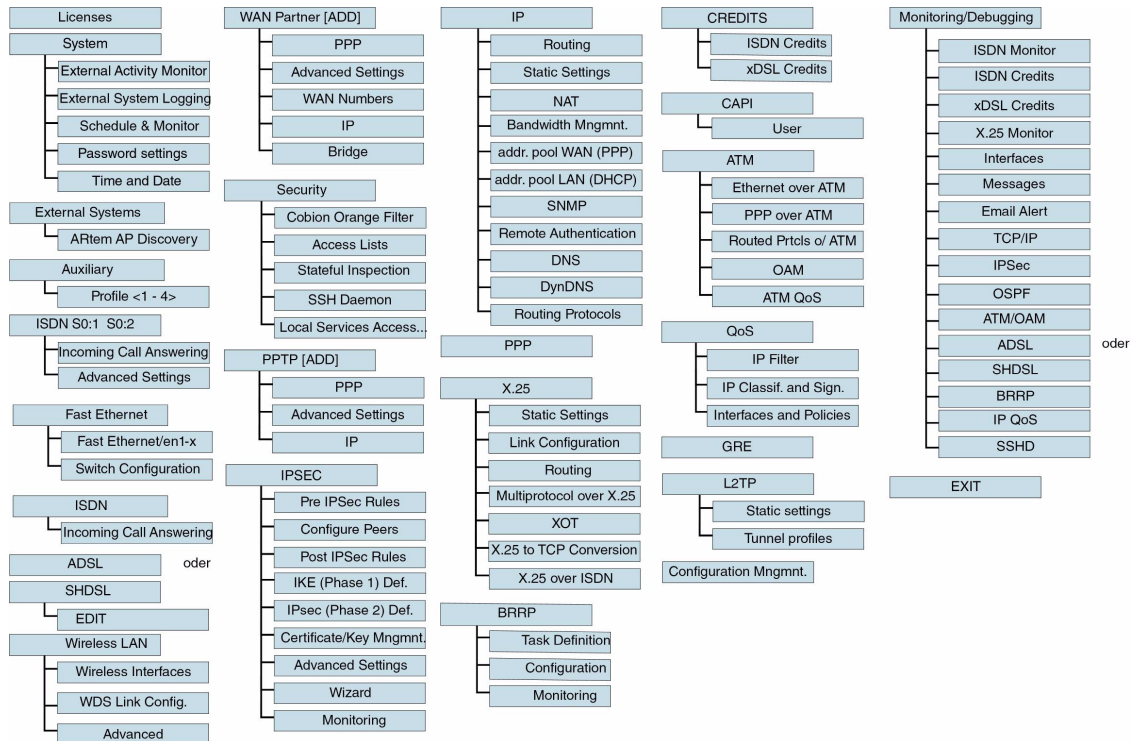 Licenses
System
External Activity Monitor
External System Logging
Schedule & Monitor
Password settings
Time and Date
External Systems
ARtem AP Discovery
Auxiliary
Profile <1 - 4>
ISDN S0:1 S0:2
Incoming Call Answering
Advanced Settings
Fast Ethernet
Fast Ethernet/en1-x
Switch Configuration
ISDN
Incoming Call Answering
ADSL
oder
SHDSL
EDIT
Wireless LAN
Wireless Interfaces
WDS Link Config.
Advanced
WAN Partner [ADD]
PPP
Advanced Settings
WAN Numbers
IP
Bridge
Security
Cobion Orange Filter
Access Lists
Stateful Inspection
SSH Daemon
Local Services Access...
PPTP [ADD]
PPP
Advanced Settings
IP
IPSEC
Pre IPSec Rules
Configure Peers
Post IPSec Rules
IKE (Phase 1) Def.
IPsec (Phase 2) Def.
Certificate/Key Mngmnt.
Advanced Settings
Wizard
Monitoring
IP
Routing
Static Settings
NAT
Bandwidth Mngmnt.
addr. pool WAN (PPP)
addr. pool LAN (DHCP)
SNMP
Remote Authentication
DNS
DynDNS
Routing Protocols
PPP
X.25
Static Settings
Link Configuration
Routing
Multiprotocol over X.25
XOT
X.25 to TCP Conversion
X.25 over ISDN
BRRP
Task Definition
Configuration
Monitoring
CREDITS
ISDN Credits
xDSL Credits
CAPI
User
ATM
Ethernet over ATM
PPP over ATM
Routed Prtcls o/ ATM
OAM
ATM QoS
QoS
IP Filter
IP Classif. and Sign.
Interfaces and Policies
GRE
L2TP
Static settings
Tunnel profiles
Configuration Mngmnt.
Monitoring/Debugging
ISDN Monitor
ISDN Credits
xDSL Credits
X.25 Monitor
Interfaces
Messages
Email Alert
TCP/IP
IPSec
OSPF
ATM/OAM
ADSL
oder
SHDSL
BRRP
IP QoS
SSHD
EXIT